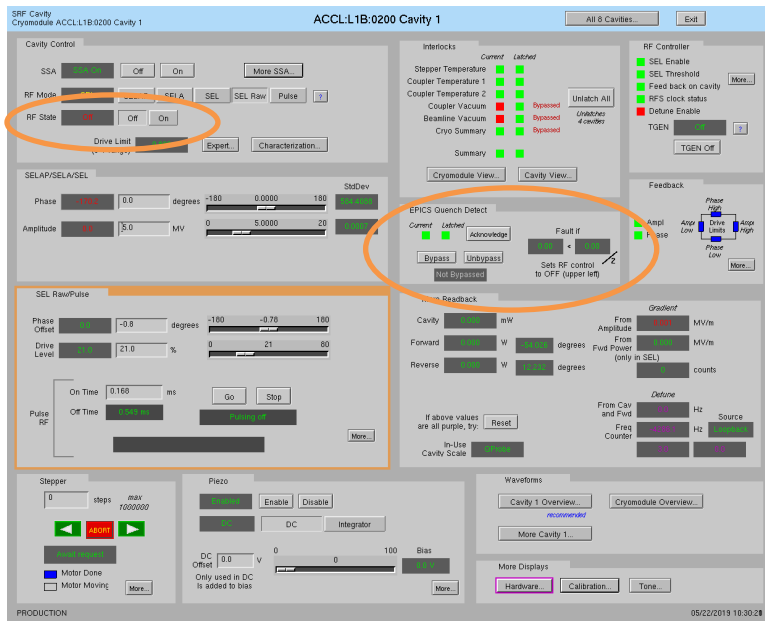 SRF Cavity
Cryomodule ACCL:L1B:0200 Cavity 1
ACCL:L1B:0200 Cavity 1
All 8 Cavities...
Exit
Cavity Control
SSA
SSA On
Off
On
More SSA...
RF Mode
SELA
SEL
SEL Raw
Pulse
?
RF State
Off
Off
On
Drive Limit
Expert...
Characterization...
Interlocks
Current Latched
Stepper Temperature
Coupler Temperature 1
Coupler Temperature 2
Coupler Vacuum Bypassed
Beamline Vacuum Bypassed
Cryo Summary Bypassed
Summary
Unlatch All
Unlatches
4 cavities
Cryomodule View...
Cavity View...
RF Controller
SEL Enable
SEL Threshold
Feed back on cavity
RFS clock status
Detune Enable
More...
TGEN
Off
?
TGEN Off
SELAP/SELA/SEL
StdDev
Phase
0.0
degrees
-180 0.0000 180
Amplitude
5.0
MV
0 5.0000 20
0.0007
EPICS Quench Detect
Current Latched
Acknowledge
Bypass
Unbypass
Not Bypassed
Fault if
0.00 < 0.00 /2
Sets RF control
to OFF (upper left)
Feedback
Ampl
Phase
Phase
High
Ampl
Low
Drive
Limits
Ampl
High
Phase
Low
More...
SEL Raw/Pulse
Phase
Offset
0.0
-0.8
degrees
-180 -0.78 180
Drive
Level
21.0
21.0
%
0 21 80
Pulse
RF
On Time
0.168
ms
Off Time
0.549 ms
Go
Stop
Pulsing off
More...
Readback
Cavity
0.000
mW
Forward
0.000
W
-54.029
degrees
Reverse
0.000
W
12.232
degrees
If above values
are all purple, try:
Reset
In-Use
Cavity Scale
Gradient
From
Amplitude
MV/m
From
Fwd Power
0.000
MV/m
(only
in SEL)
0
counts
Detune
From Cav
and Fwd
Hz
Source
Freq
Counter
Hz
Loopback
Stepper
0
steps
max
1000000
ABORT
Await request
Motor Done
Motor Moving
More...
Piezo
Enabled
Enable
Disable
DC
DC
Integrator
DC
Offset
0.0
V
0 0 100
Bias
0.0 V
Only used in DC
Is added to bias
More...
Waveforms
Cavity 1 Overview...
Cryomodule Overview...
recommended
More Cavity 1...
More Displays
Hardware...
Calibration...
Tone...
PRODUCTION
05/22/2019 10:30:28